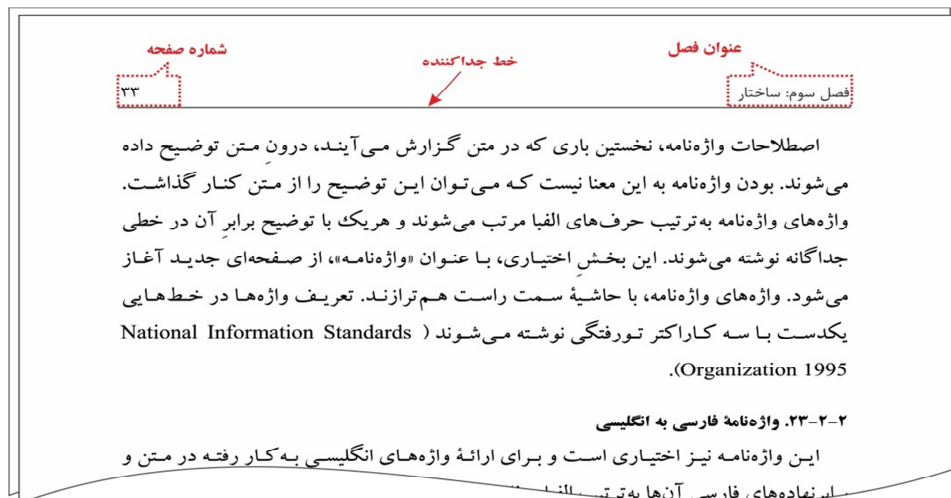 عنوان فصل
خط جداکننده
شماره صفحه
فصل سوم: ساختار
۳۳
اصطلاحات واژه‌نامه، نخستین باری که در متن گزارش می‌آیند، درونِ متن توضیح داده
می‌شوند. بودن واژه‌نامه به این معنا نیست که می‌توان این توضیح را از متن کنار گذاشت.
واژه‌های واژه‌نامه به‌ترتیب حرف‌های الفبا مرتب می‌شوند و هریک با توضیح برابرِ آن در خطی
جداگانه نوشته می‌شوند. این بخشِ اختیاری، با عنوان «واژه‌نامه»، از صفحه‌ای جدید آغاز
می‌شود. واژه‌های واژه‌نامه، با حاشیهٔ سمت راست هم‌ترازند. تعریف واژه‌ها در خط‌هایی
یکدست با سه کاراکتر تورفتگی نوشته می‌شوند ( National Information Standards
Organization 1995).
۲-۲-۲۳. واژه‌نامهٔ فارسی به انگلیسی
این واژه‌نامه نیز اختیاری است و برای ارائهٔ واژه‌های انگلیسی به‌کار رفته در متن و
برابرنهادهای فارسی آن‌ها به‌ترتیب